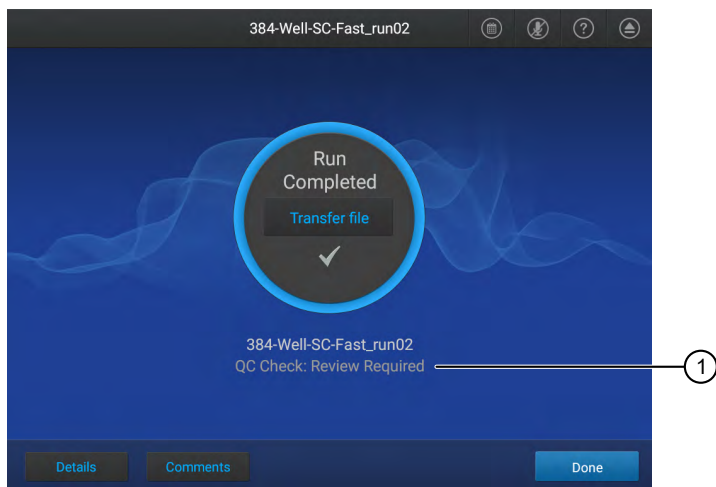 384-Well-SC-Fast_run02
?
Run
Completed
Transfer file
384-Well-SC-Fast_run02
QC Check: Review Required
1
Details
Comments
Done